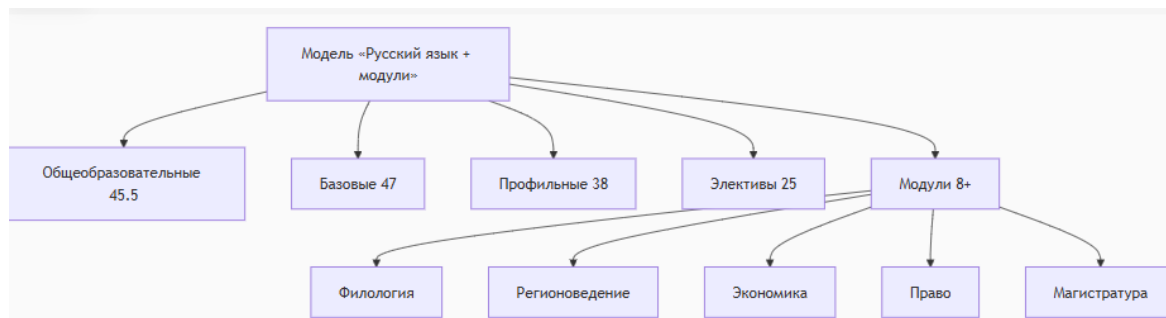 Модель «Русский язык +
модули»
Общеобразовательные
45.5
Базовые 47
Профильные 38
Элективы 25
Модули 8+
Филология
Регионоведение
Экономика
Право
Магистратура